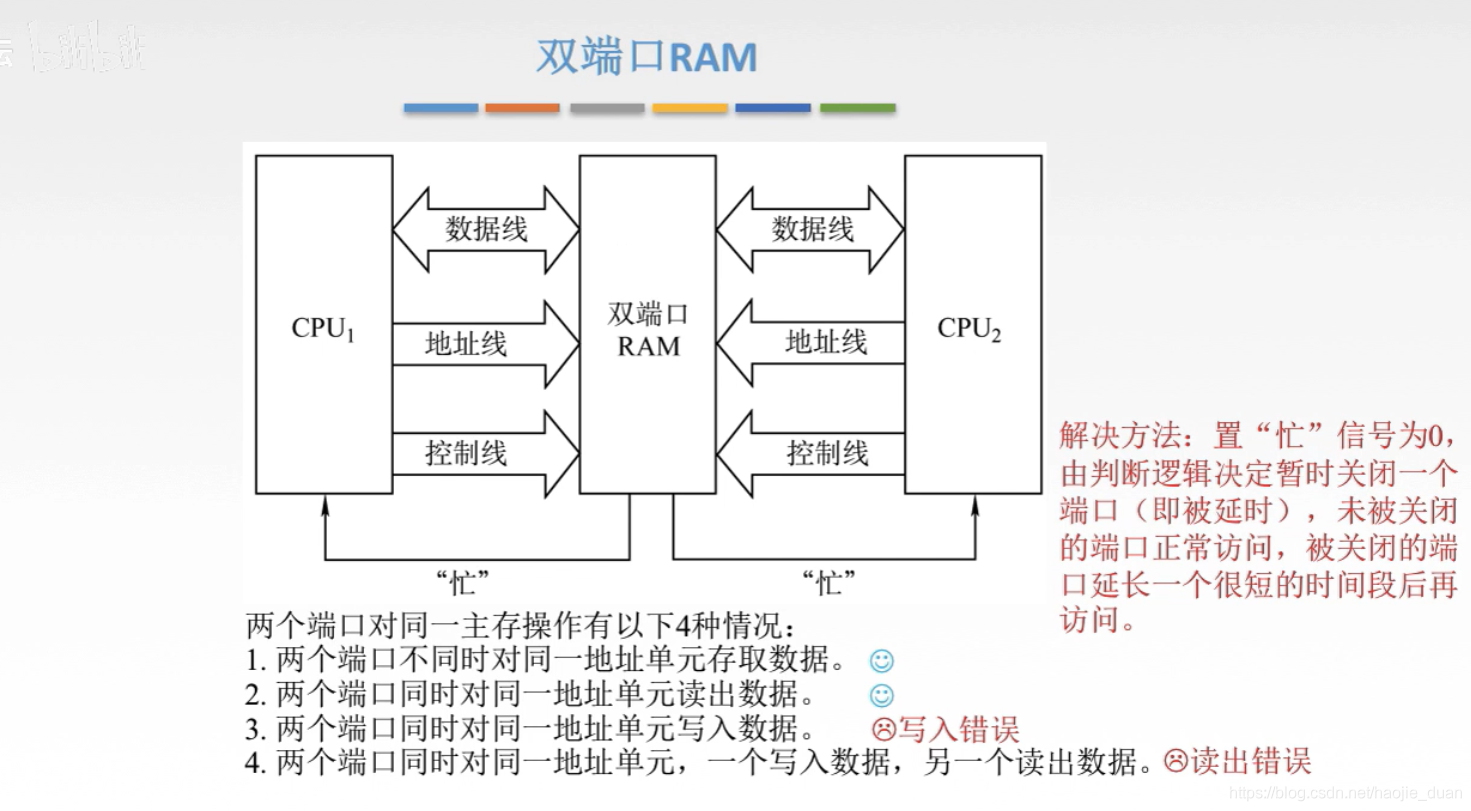 云 bilibili
双端口RAM
数据线
数据线
CPU₁
双端口
RAM
CPU₂
地址线
地址线
控制线
控制线
“忙”
“忙”
解决方法：置“忙”信号为0，
由判断逻辑决定暂时关闭一个
端口（即被延时），未被关闭
的端口正常访问，被关闭的端
口延长一个很短的时间段后再
访问。
两个端口对同一主存操作有以下4种情况：
1. 两个端口不同时对同一地址单元存取数据。
2. 两个端口同时对同一地址单元读出数据。
3. 两个端口同时对同一地址单元写入数据。 写入错误
4. 两个端口同时对同一地址单元，一个写入数据，另一个读出数据。 读出错误
https://blog.csdn.net/haojie_duan